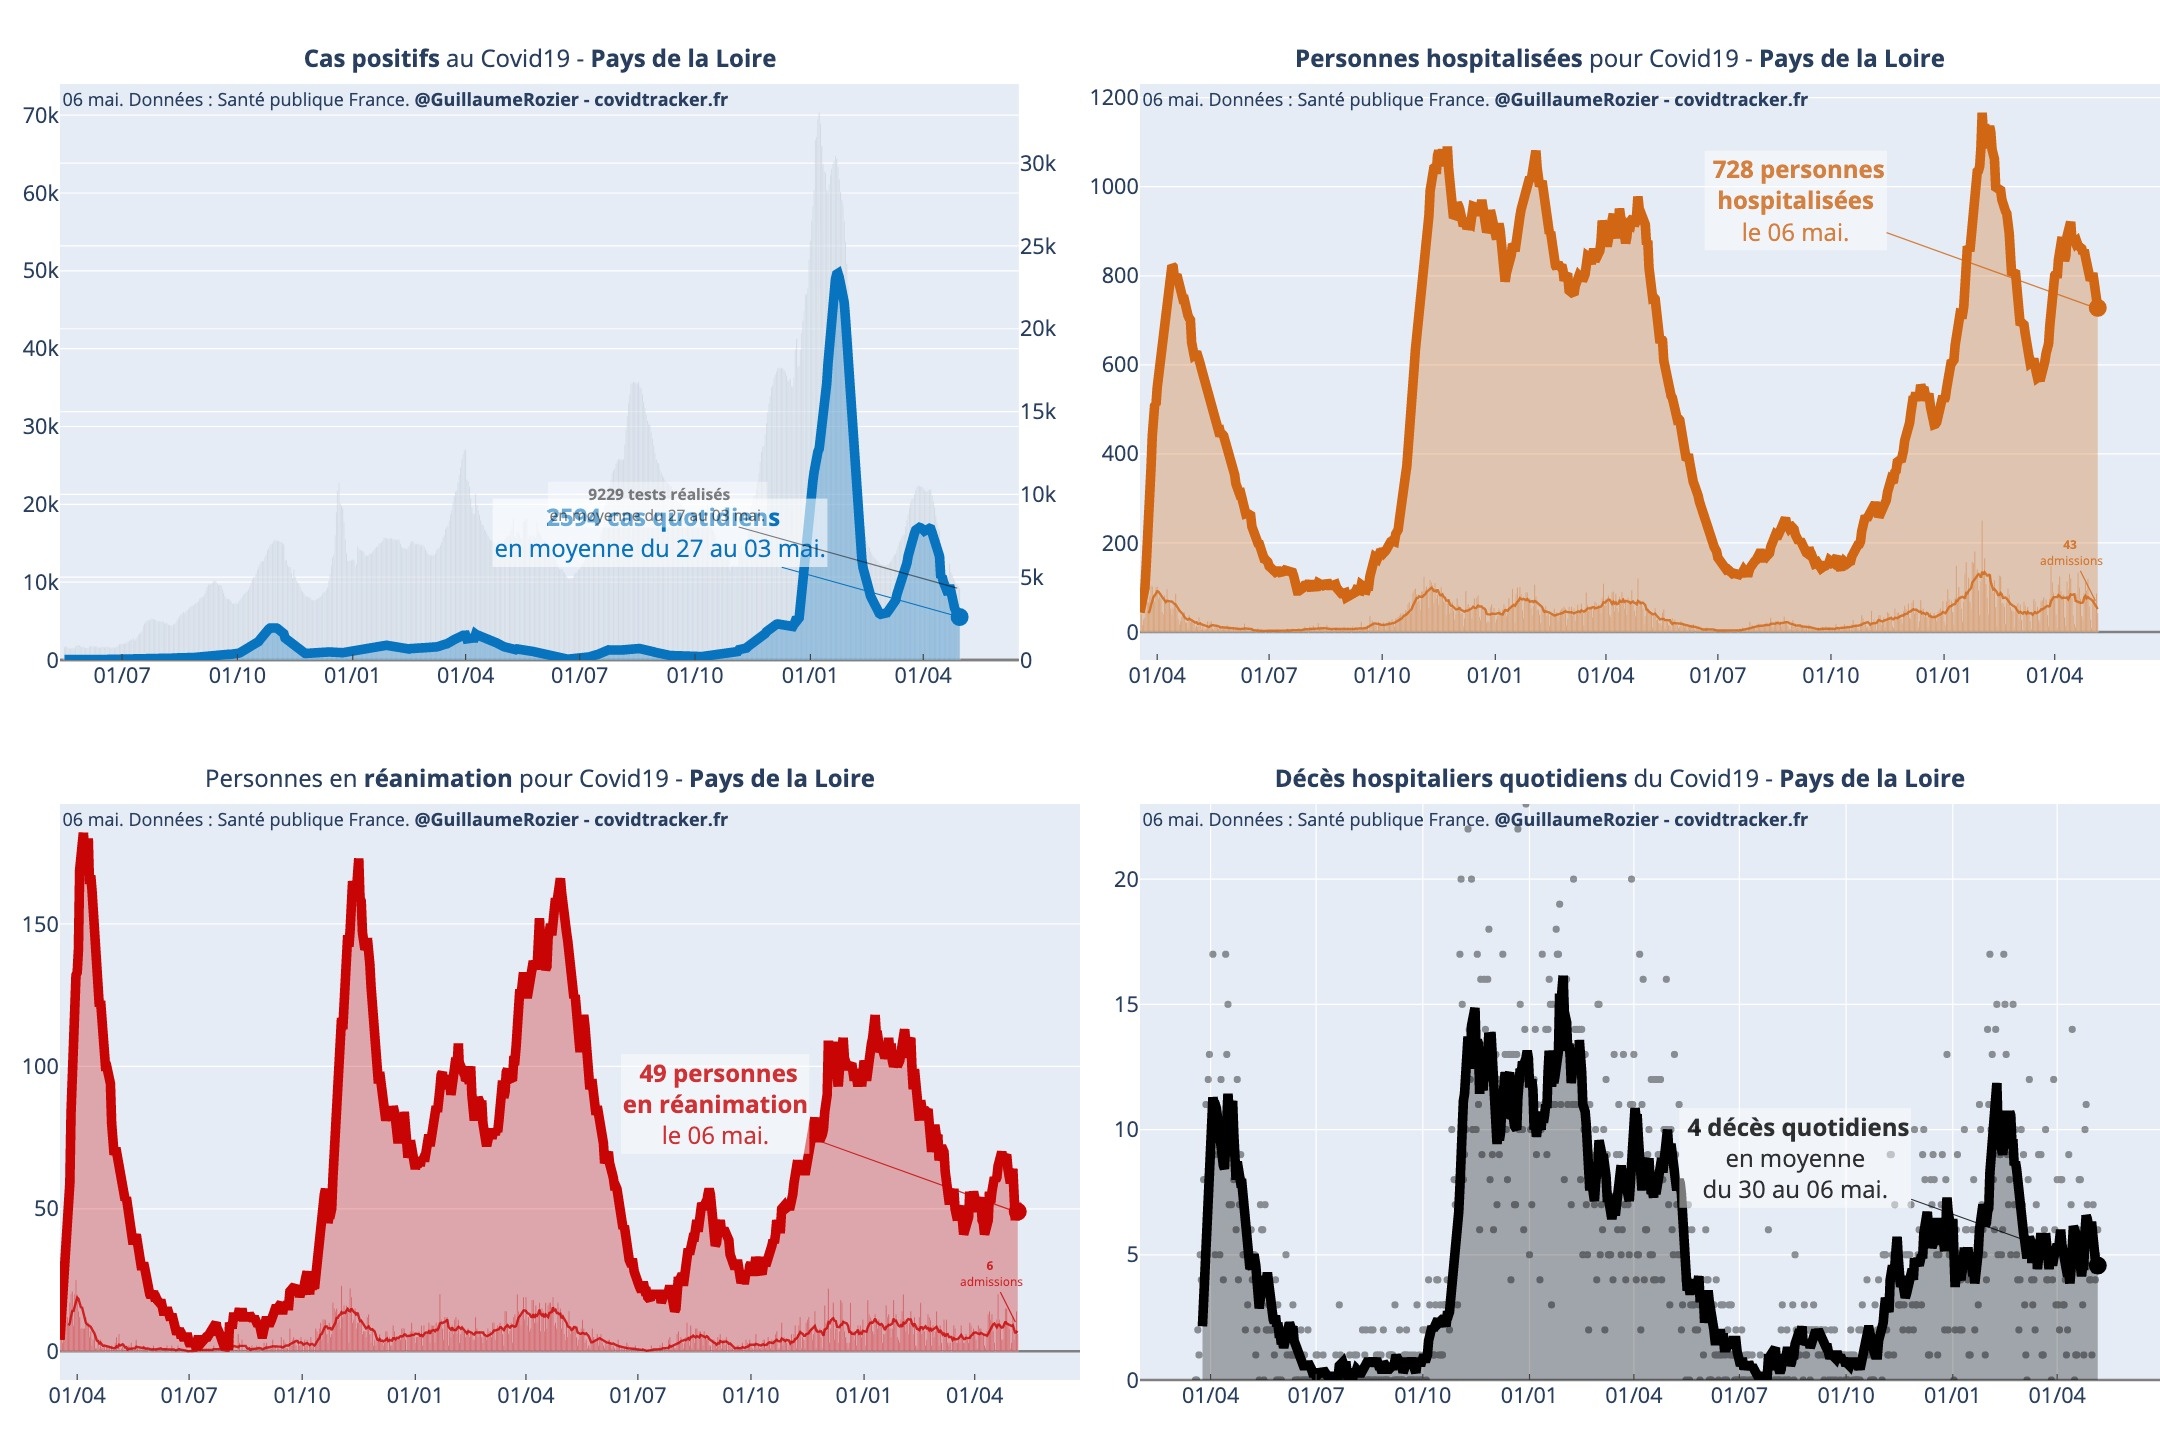 Cas positifs au Covid19 - Pays de la Loire
06 mai. Données : Santé publique France. @GuillaumeRozier - covidtracker.fr
70k
60k
50k
40k
30k
20k
10k
0
30k
25k
20k
15k
10k
5k
0
9229 tests réalisés
en moyenne du 27 au 03 mai.
2594 cas quotidiens
en moyenne du 27 au 03 mai.
01/07 01/10 01/01 01/04 01/07 01/10 01/01 01/04
Personnes hospitalisées pour Covid19 - Pays de la Loire
06 mai. Données : Santé publique France. @GuillaumeRozier - covidtracker.fr
1200
1000
800
600
400
200
0
728 personnes
hospitalisées
le 06 mai.
43
admissions
01/04 01/07 01/10 01/01 01/04 01/07 01/10 01/01 01/04
Personnes en réanimation pour Covid19 - Pays de la Loire
06 mai. Données : Santé publique France. @GuillaumeRozier - covidtracker.fr
150
100
50
0
49 personnes
en réanimation
le 06 mai.
6
admissions
01/04 01/07 01/10 01/01 01/04 01/07 01/10 01/01 01/04
Décès hospitaliers quotidiens du Covid19 - Pays de la Loire
06 mai. Données : Santé publique France. @GuillaumeRozier - covidtracker.fr
20
15
10
5
0
4 décès quotidiens
en moyenne
du 30 au 06 mai.
01/04 01/07 01/10 01/01 01/04 01/07 01/10 01/01 01/04